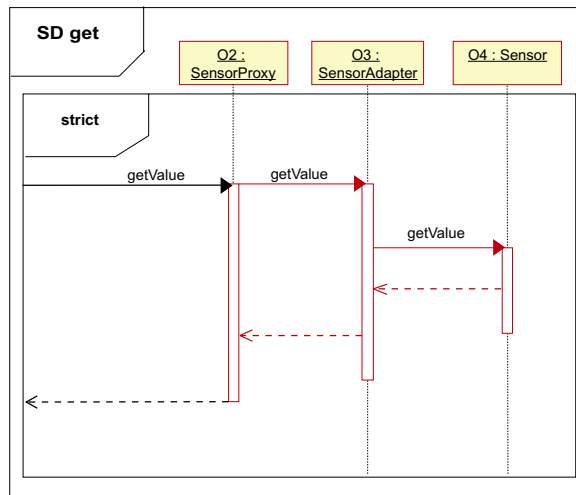 SD get
O2 :
SensorProxy
O3 :
SensorAdapter
O4 : Sensor
strict
getValue
getValue
getValue